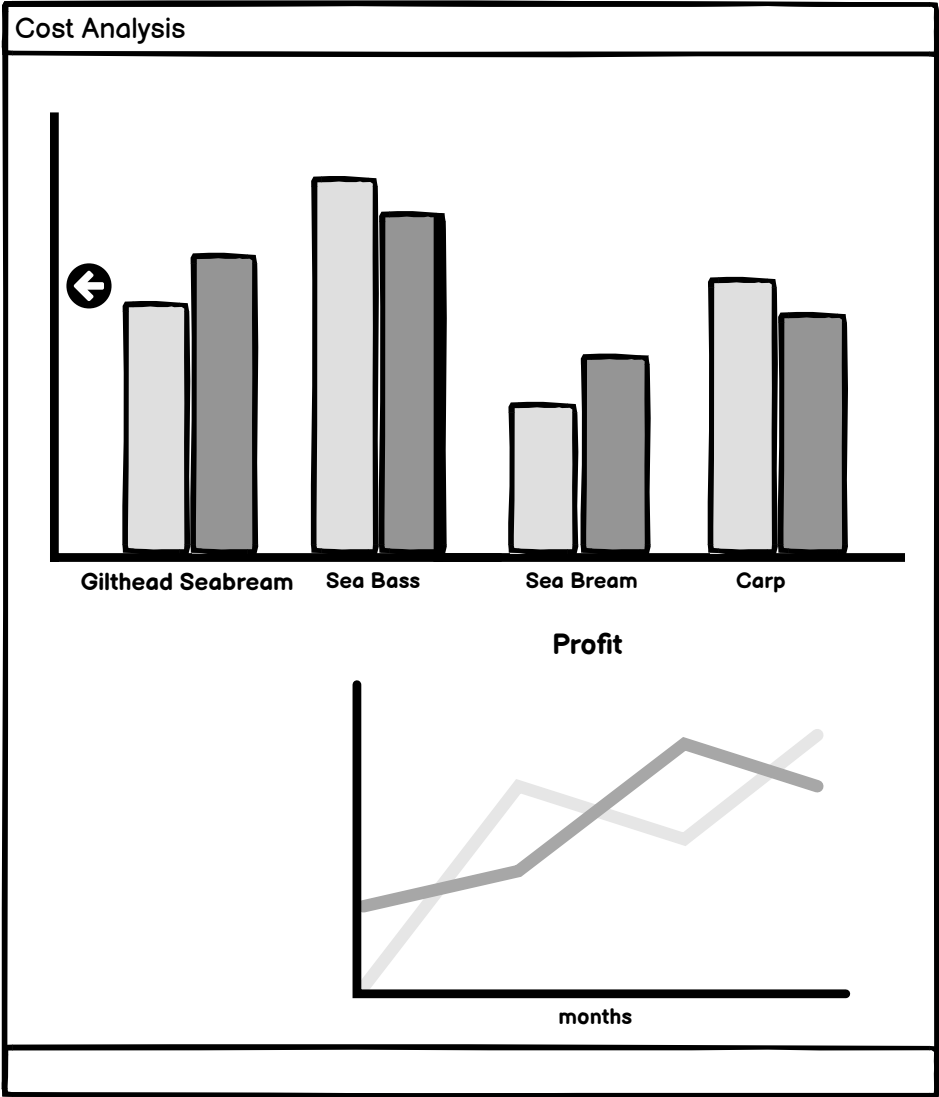 Cost Analysis
Gilthead Seabream
Sea Bass
Sea Bream
Carp
Profit
months